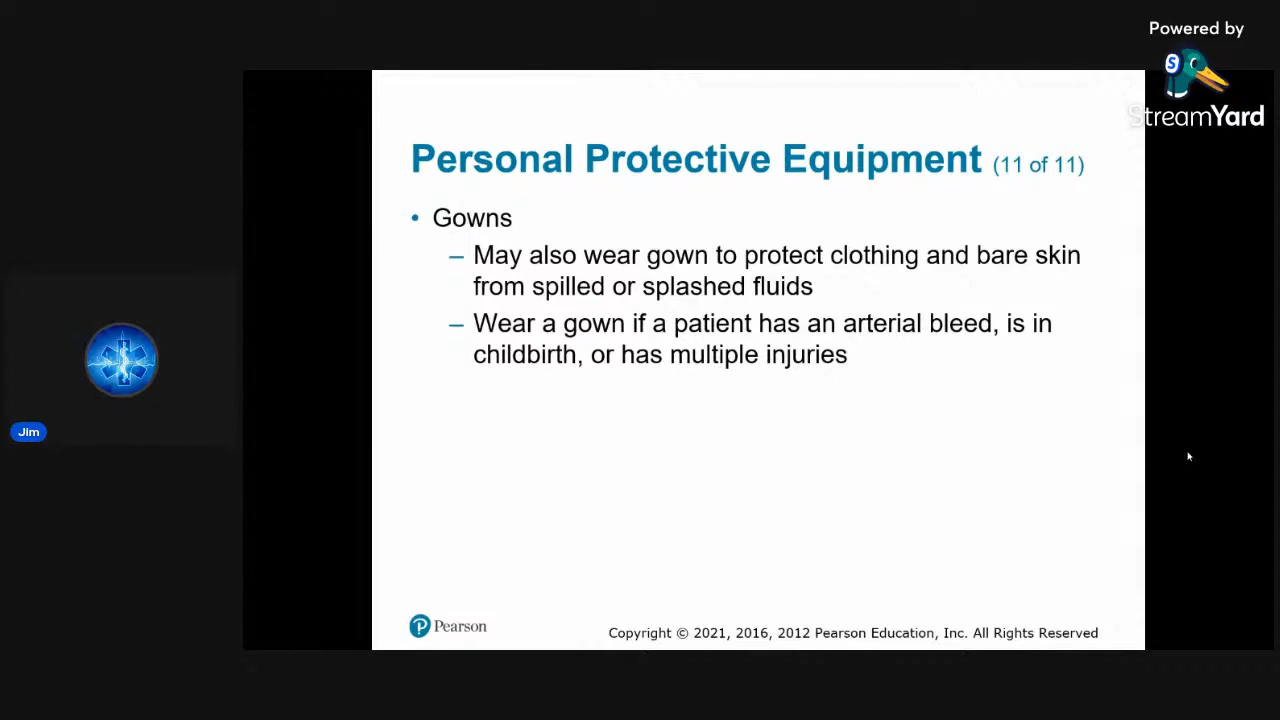 Powered by
StreamYard
Personal Protective Equipment (11 of 11)
• Gowns
– May also wear gown to protect clothing and bare skin
from spilled or splashed fluids
– Wear a gown if a patient has an arterial bleed, is in
childbirth, or has multiple injuries
Jim
Pearson
Copyright © 2021, 2016, 2012 Pearson Education, Inc. All Rights Reserved